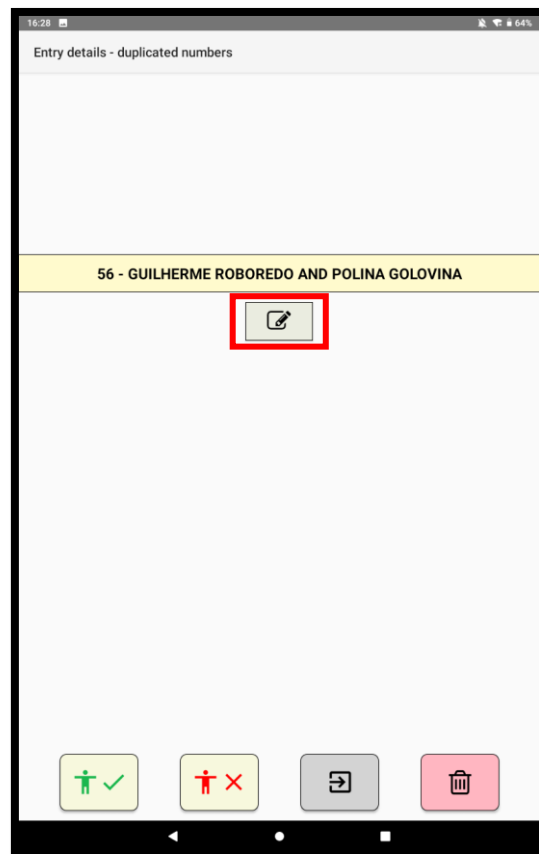 16:28
64%
Entry details - duplicated numbers
56 - GUILHERME ROBOREDO AND POLINA GOLOVINA